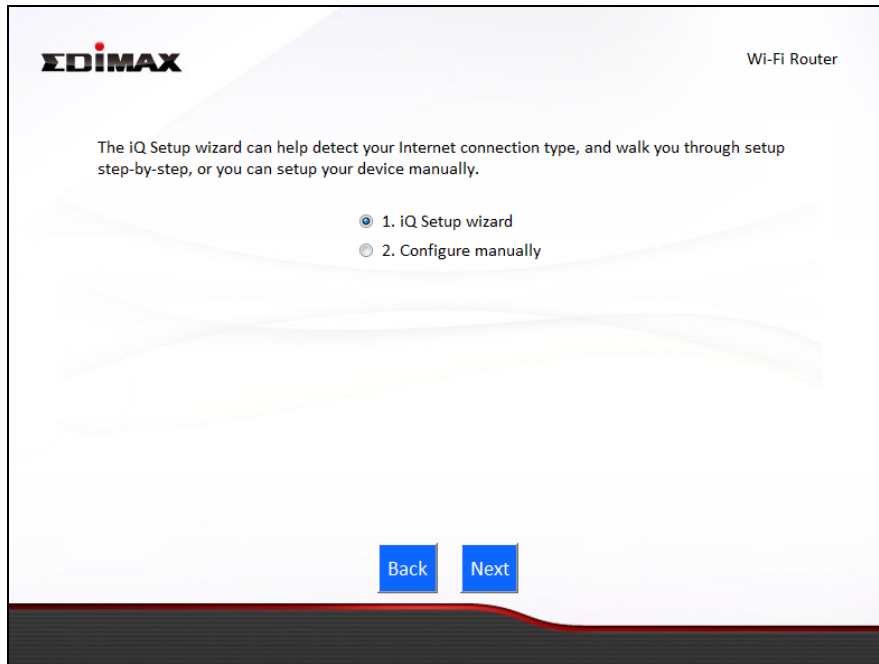 EDIMAX
Wi-Fi Router
The iQ Setup wizard can help detect your Internet connection type, and walk you through setup
step-by-step, or you can setup your device manually.
1. iQ Setup wizard
2. Configure manually
Back
Next